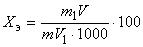 Xэ = m₁V / mV₁ · 1000 · 100